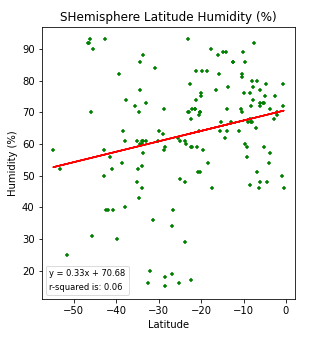 SHemisphere Latitude Humidity (%)
Humidity (%)
90
80
70
60
50
40
30
20
y = 0.33x + 70.68
r-squared is: 0.06
−50 −40 −30 −20 −10 0
Latitude